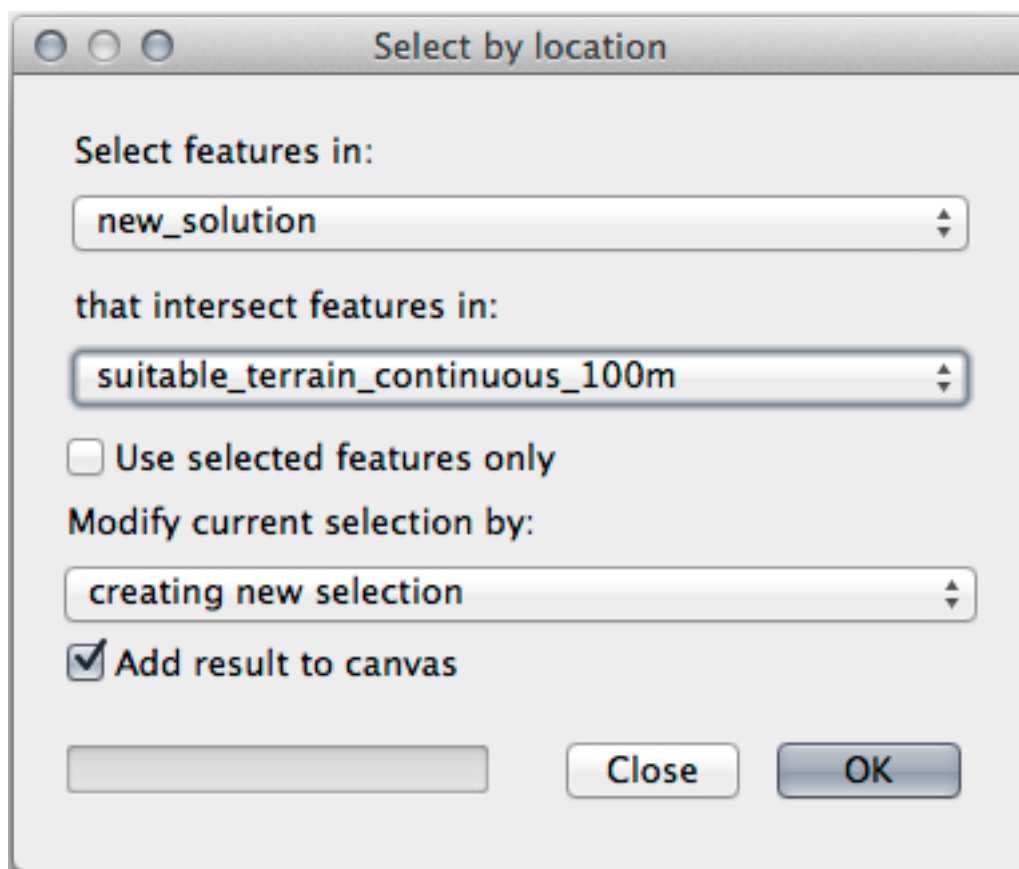 Select by location
Select features in:
new_solution
that intersect features in:
suitable_terrain_continuous_100m
Use selected features only
Modify current selection by:
creating new selection
Add result to canvas
Close OK